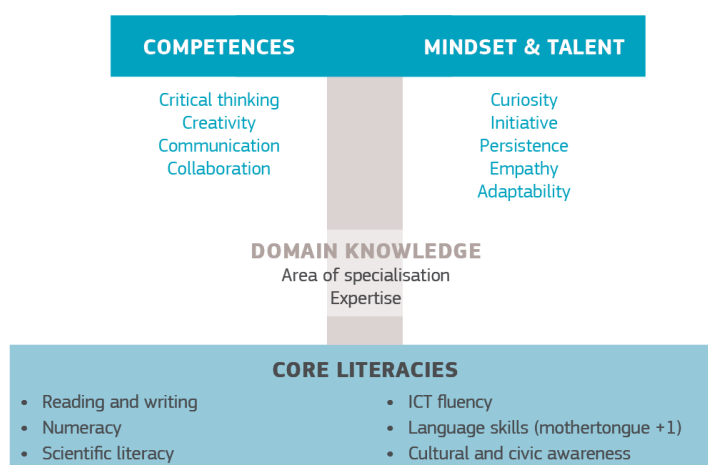 COMPETENCES
Critical thinking
Creativity
Communication
Collaboration
MINDSET & TALENT
Curiosity
Initiative
Persistence
Empathy
Adaptability
DOMAIN KNOWLEDGE
Area of specialisation
Expertise
CORE LITERACIES
• Reading and writing
• Numeracy
• Scientific literacy
• ICT fluency
• Language skills (mothertongue +1)
• Cultural and civic awareness